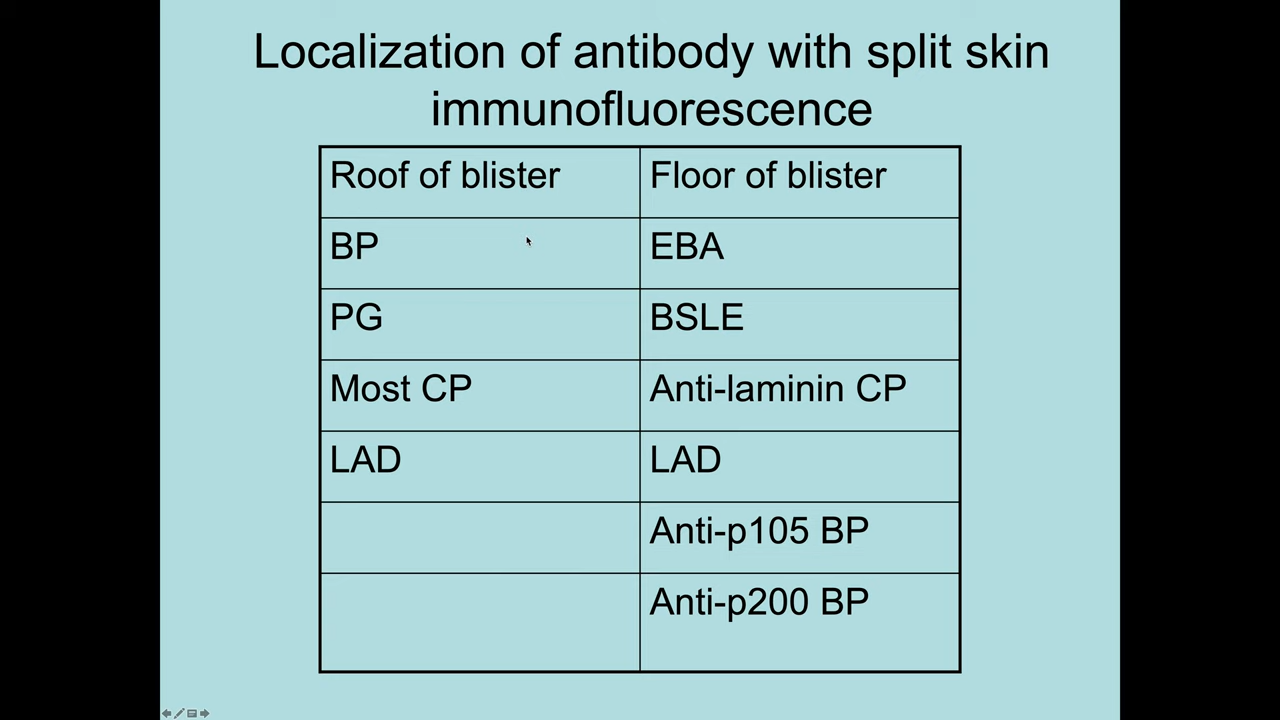 Localization of antibody with split skin
immunofluorescence
Roof of blister Floor of blister
BP EBA
PG BSLE
Most CP Anti-laminin CP
LAD LAD
Anti-p105 BP
Anti-p200 BP